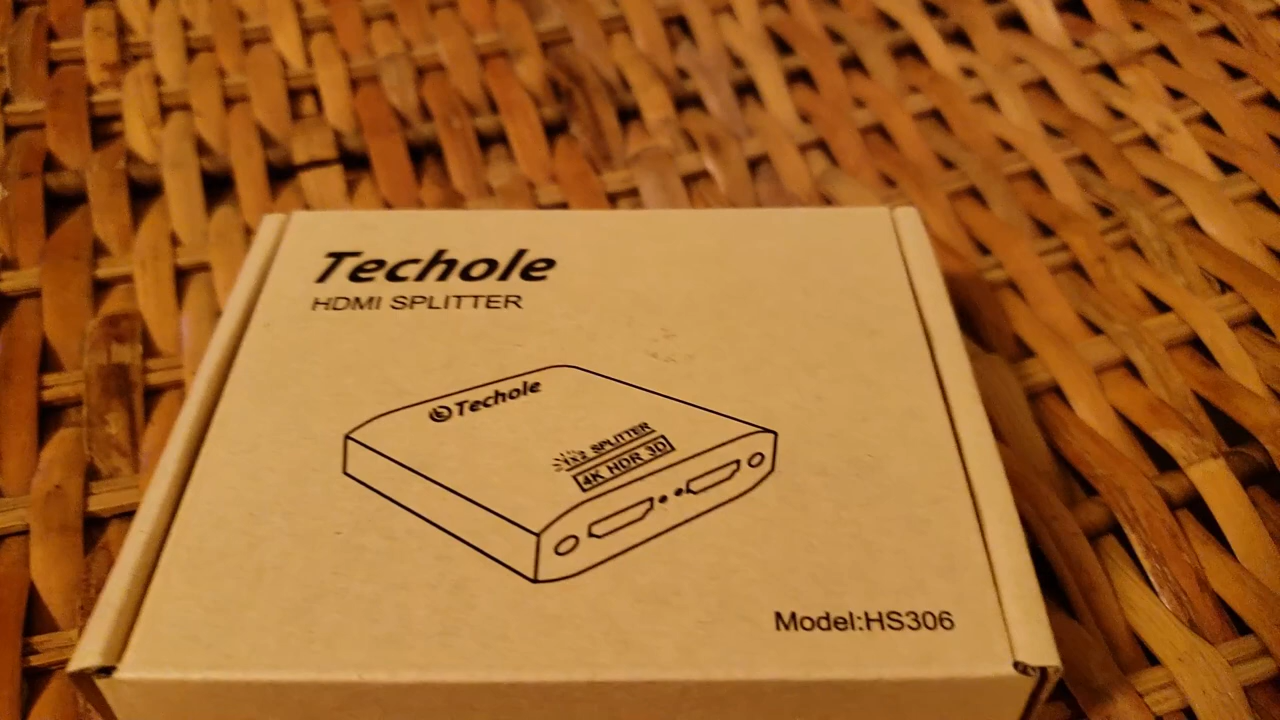 Techole
HDMI SPLITTER
Techole
1x2 SPLITTER
4K HDR 3D
Model:HS306